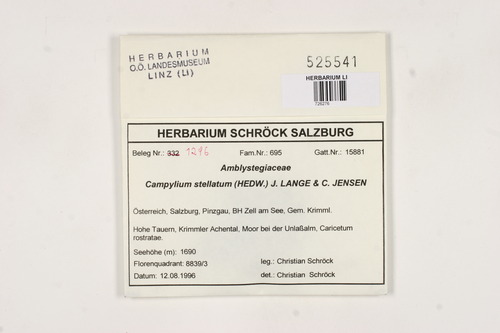 HERBARIUM
O.Ö. LANDESMUSEUM
LINZ (LI)
525541
HERBARIUM LI
726276
HERBARIUM SCHRÖCK SALZBURG
Beleg Nr.: 332 1296 Fam.Nr.: 695 Gatt.Nr.: 15881
Amblystegiaceae
Campylium stellatum (HEDW.) J. LANGE & C. JENSEN
Österreich, Salzburg, Pinzgau, BH Zell am See, Gem. Krimml.
Hohe Tauern, Krimmler Achental, Moor bei der Unlaßalm, Caricetum
rostratae.
Seehöhe (m): 1690
Florenquadrant: 8839/3 leg.: Christian Schröck
Datum: 12.08.1996 det.: Christian Schröck